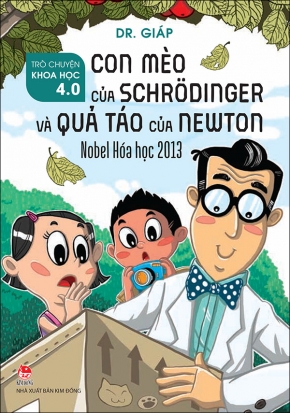 DR. GIÁP
TRÒ CHUYỆN
KHOA HỌC
4.0
CON MÈO
CỦA SCHRÖDINGER
VÀ QUẢ TÁO CỦA NEWTON
Nobel Hóa học 2013
NHÀ XUẤT BẢN KIM ĐỒNG